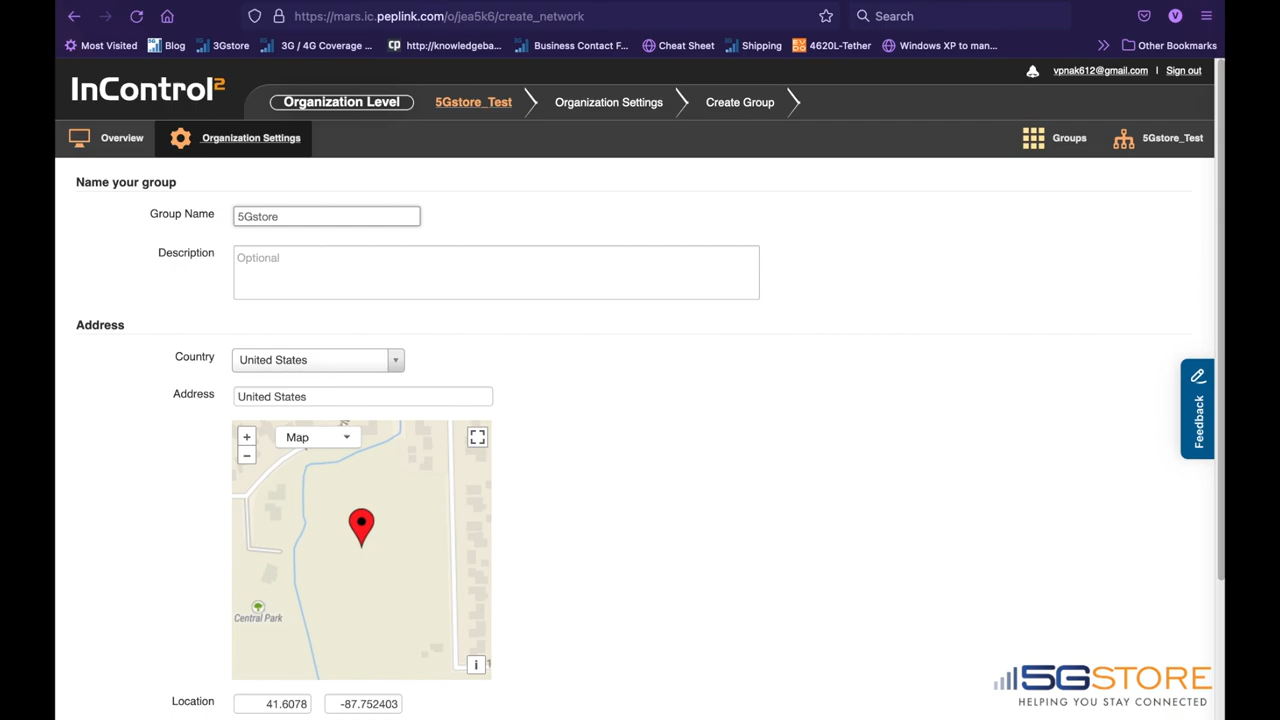 https://mars.ic.peplink.com/o/jea5k6/create_network
Search
Most Visited
Blog
3Gstore
3G / 4G Coverage ...
cp
http://knowledgeba...
Business Contact F...
Cheat Sheet
Shipping
4620L-Tether
Windows XP to man...
Other Bookmarks
V
InControl2
vpnak612@gmail.com | Sign out
Organization Level
5Gstore_Test
Organization Settings
Create Group
Overview
Organization Settings
Groups
5Gstore_Test
Name your group
Group Name
5Gstore
Description
Optional
Address
Country
United States
Address
United States
+
−
Map
Central Park
i
Location
41.6078
-87.752403
Feedback
5GSTORE
HELPING YOU STAY CONNECTED